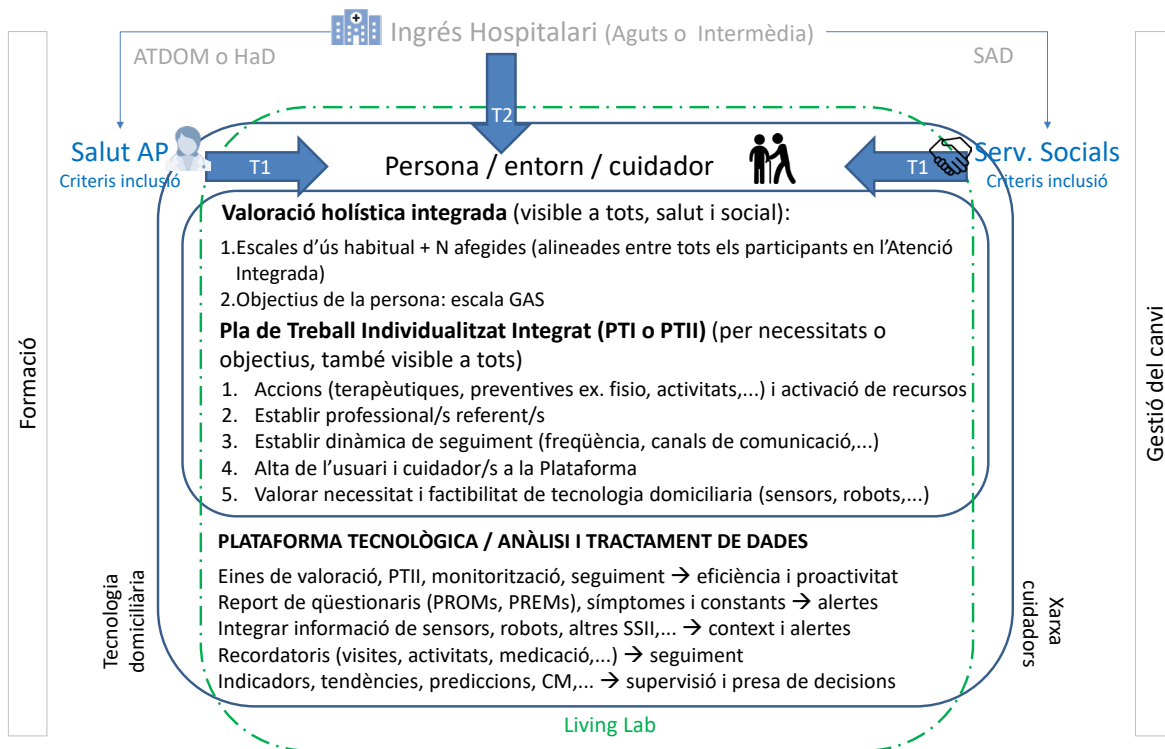 Ingrés Hospitalari (Aguts o Intermèdia)
ATDOM o HaD
SAD
T2
Salut AP
Criteris inclusió
T1
Persona / entorn / cuidador
T1
Serv. Socials
Criteris inclusió
Valoració holística integrada (visible a tots, salut i social):
1.Escales d'ús habitual + N afegides (alineades entre tots els participants en l'Atenció
Integrada)
2.Objectius de la persona: escala GAS
Pla de Treball Individualitzat Integrat (PTI o PTII) (per necessitats o
objectius, també visible a tots)
1. Accions (terapèutiques, preventives ex. fisio, activitats,...) i activació de recursos
2. Establir professional/s referent/s
3. Establir dinàmica de seguiment (freqüència, canals de comunicació,...)
4. Alta de l'usuari i cuidador/s a la Plataforma
5. Valorar necessitat i factibilitat de tecnologia domiciliaria (sensors, robots,...)
PLATAFORMA TECNOLÒGICA / ANÀLISI I TRACTAMENT DE DADES
Eines de valoració, PTII, monitorització, seguiment → eficiència i proactivitat
Report de qüestionaris (PROMs, PREMs), símptomes i constants → alertes
Integrar informació de sensors, robots, altres SSII,... → context i alertes
Recordatoris (visites, activitats, medicació,...) → seguiment
Indicadors, tendències, prediccions, CM,... → supervisió i presa de decisions
Living Lab
Formació
Tecnologia
domiciliària
Xarxa
cuidadors
Gestió del canvi